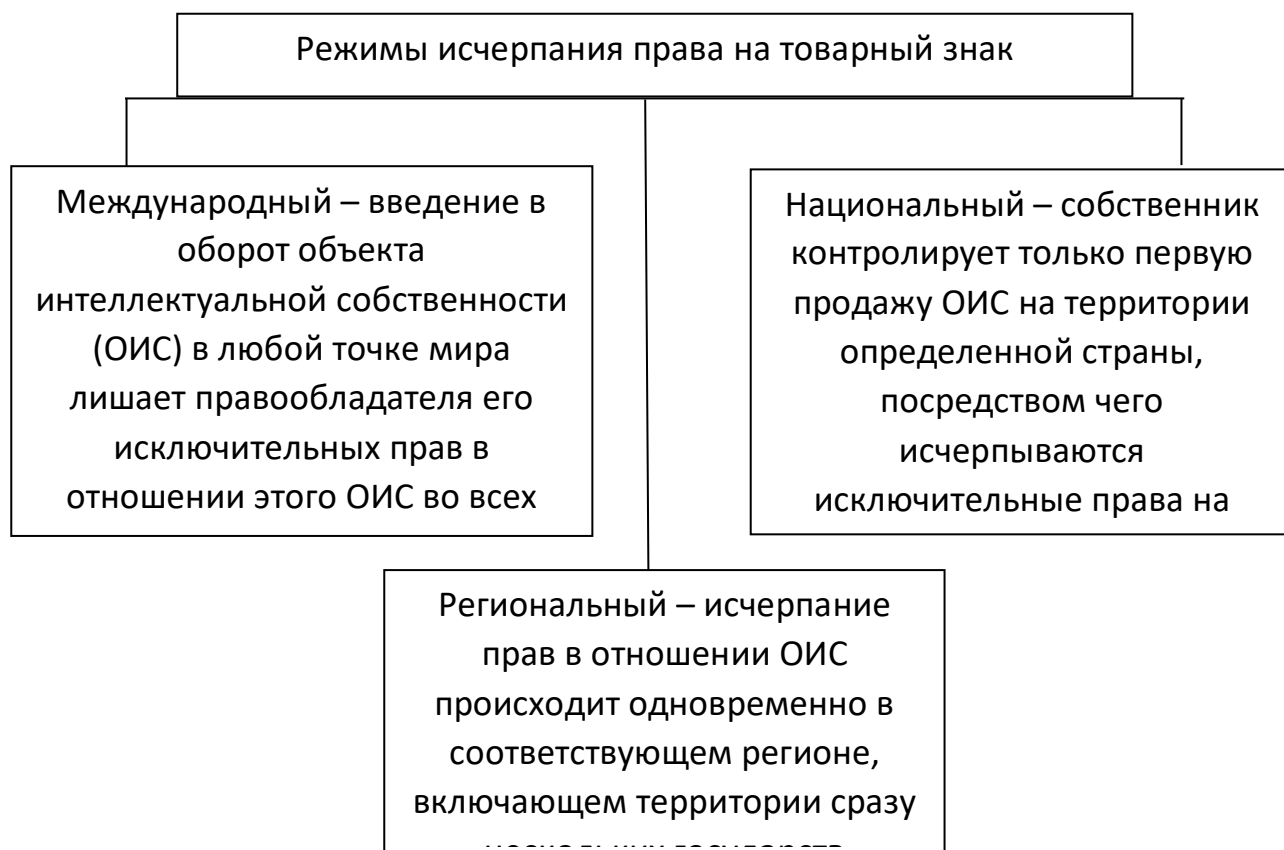 Режимы исчерпания права на товарный знак
Международный – введение в
оборот объекта
интеллектуальной собственности
(ОИС) в любой точке мира
лишает правообладателя его
исключительных прав в
отношении этого ОИС во всех
Национальный – собственник
контролирует только первую
продажу ОИС на территории
определенной страны,
посредством чего
исчерпываются
исключительные права на
Региональный – исчерпание
прав в отношении ОИС
происходит одновременно в
соответствующем регионе,
включающем территории сразу
нескольких государств